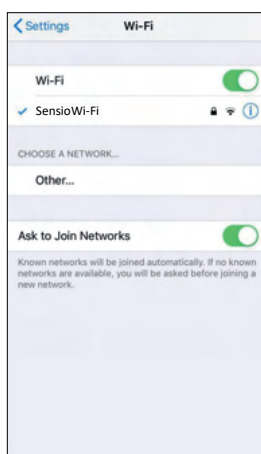 Settings
Wi-Fi
Wi-Fi
SensioWi-Fi
CHOOSE A NETWORK...
Other...
Ask to Join Networks
Known networks will be joined automatically. If no known
networks are available, you will be asked before joining a
new network.